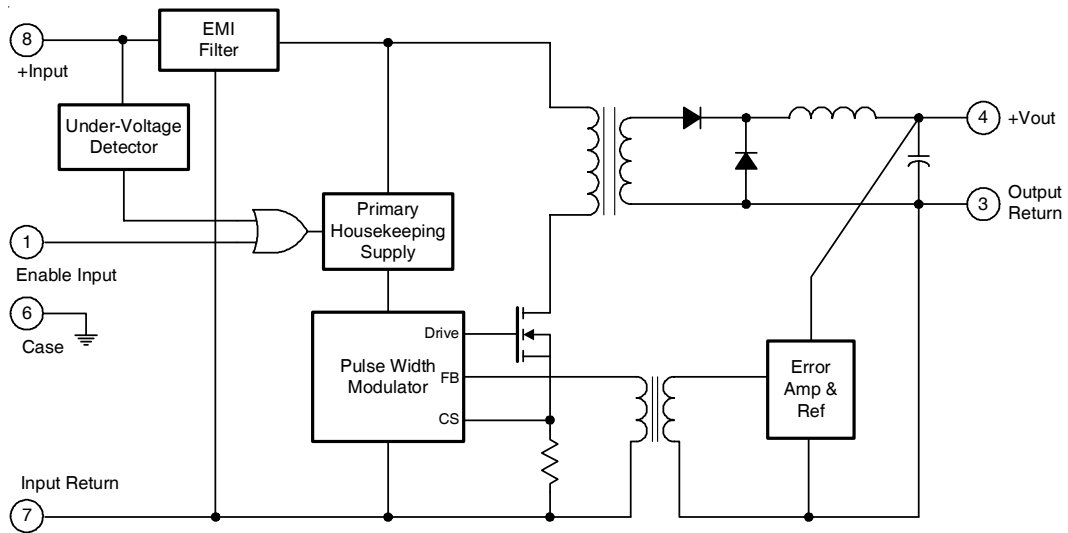 8
+Input
EMI
Filter
Under-Voltage
Detector
4
+Vout
3
Output
Return
1
Enable Input
Primary
Housekeeping
Supply
6
Case
Drive
Pulse Width
Modulator
FB
CS
Error
Amp &
Ref
Input Return
7